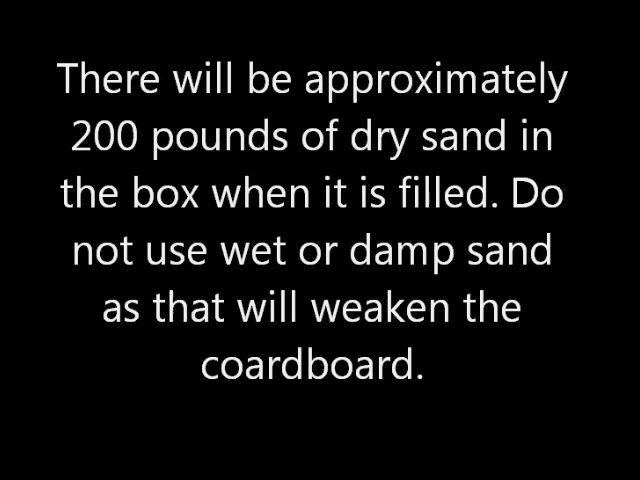 There will be approximately
200 pounds of dry sand in
the box when it is filled. Do
not use wet or damp sand
as that will weaken the
coardboard.